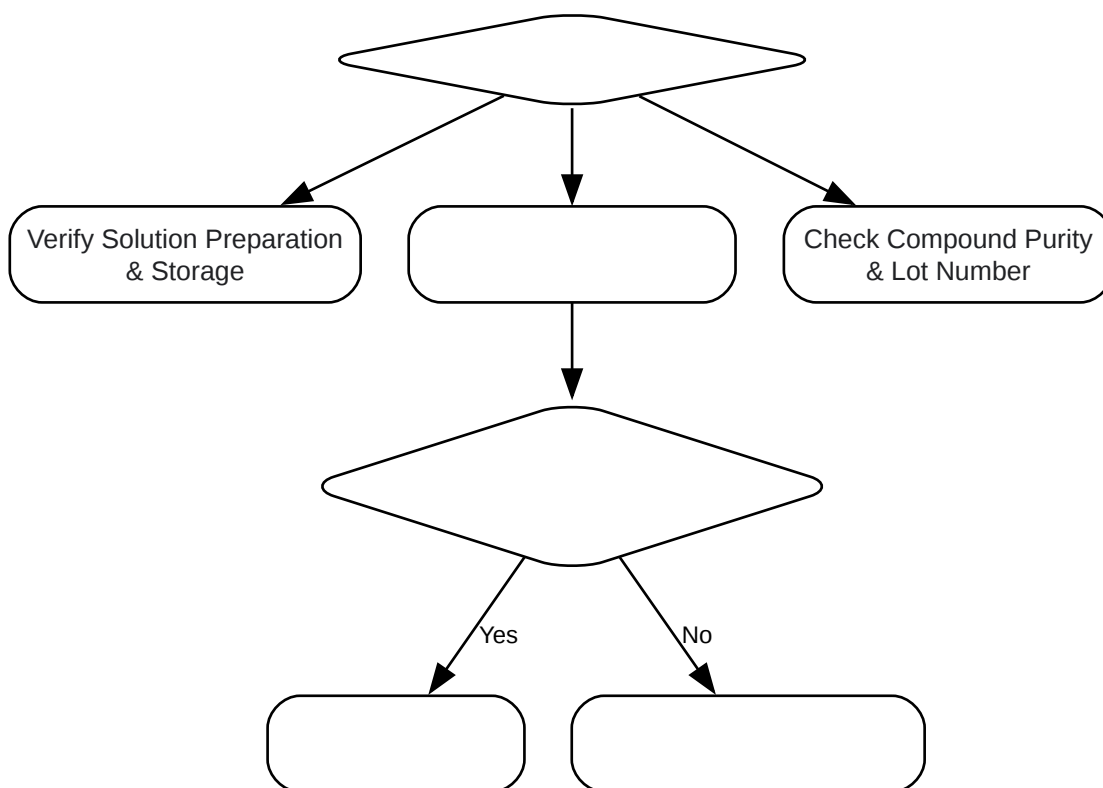 Verify Solution Preparation
& Storage
Check Compound Purity
& Lot Number
Yes
No